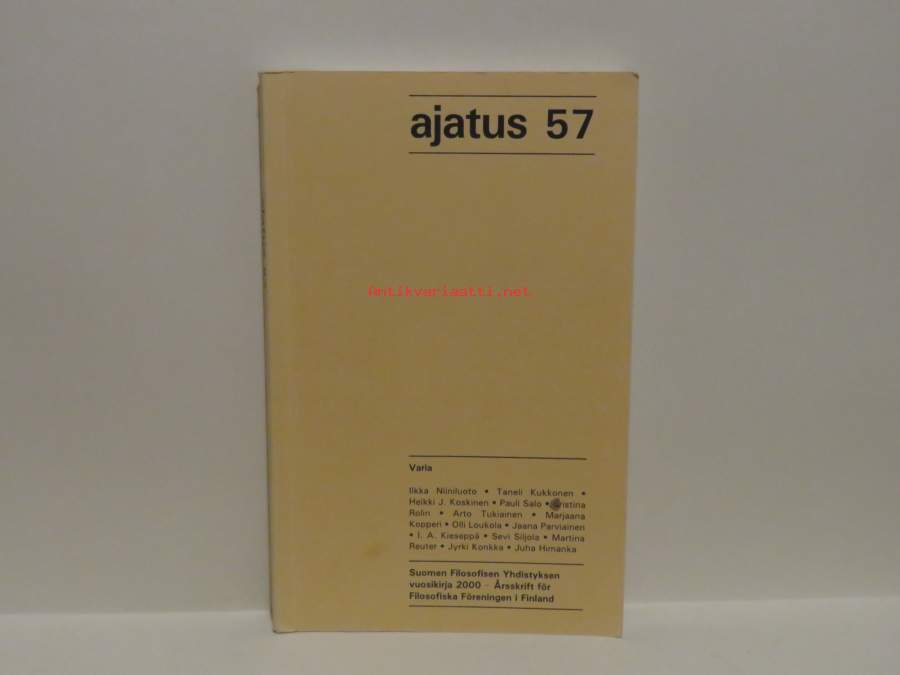 ajatus 57
Antikvariaatti.net
Varia
Ilkka Niiniluoto • Taneli Kukkonen •
Heikki J. Koskinen • Pauli Salo •
Rolin • Arto Tukiainen • Marjaana
Kopperi • Olli Loukola • Jaana Parviainen
• I. A. Kieseppä • Sevi Siljola • Martina
Reuter • Jyrki Konkka • Juha Himanka
Suomen Filosofisen Yhdistyksen
vuosikirja 2000 – Årsskrift för
Filosofiska Föreningen i Finland